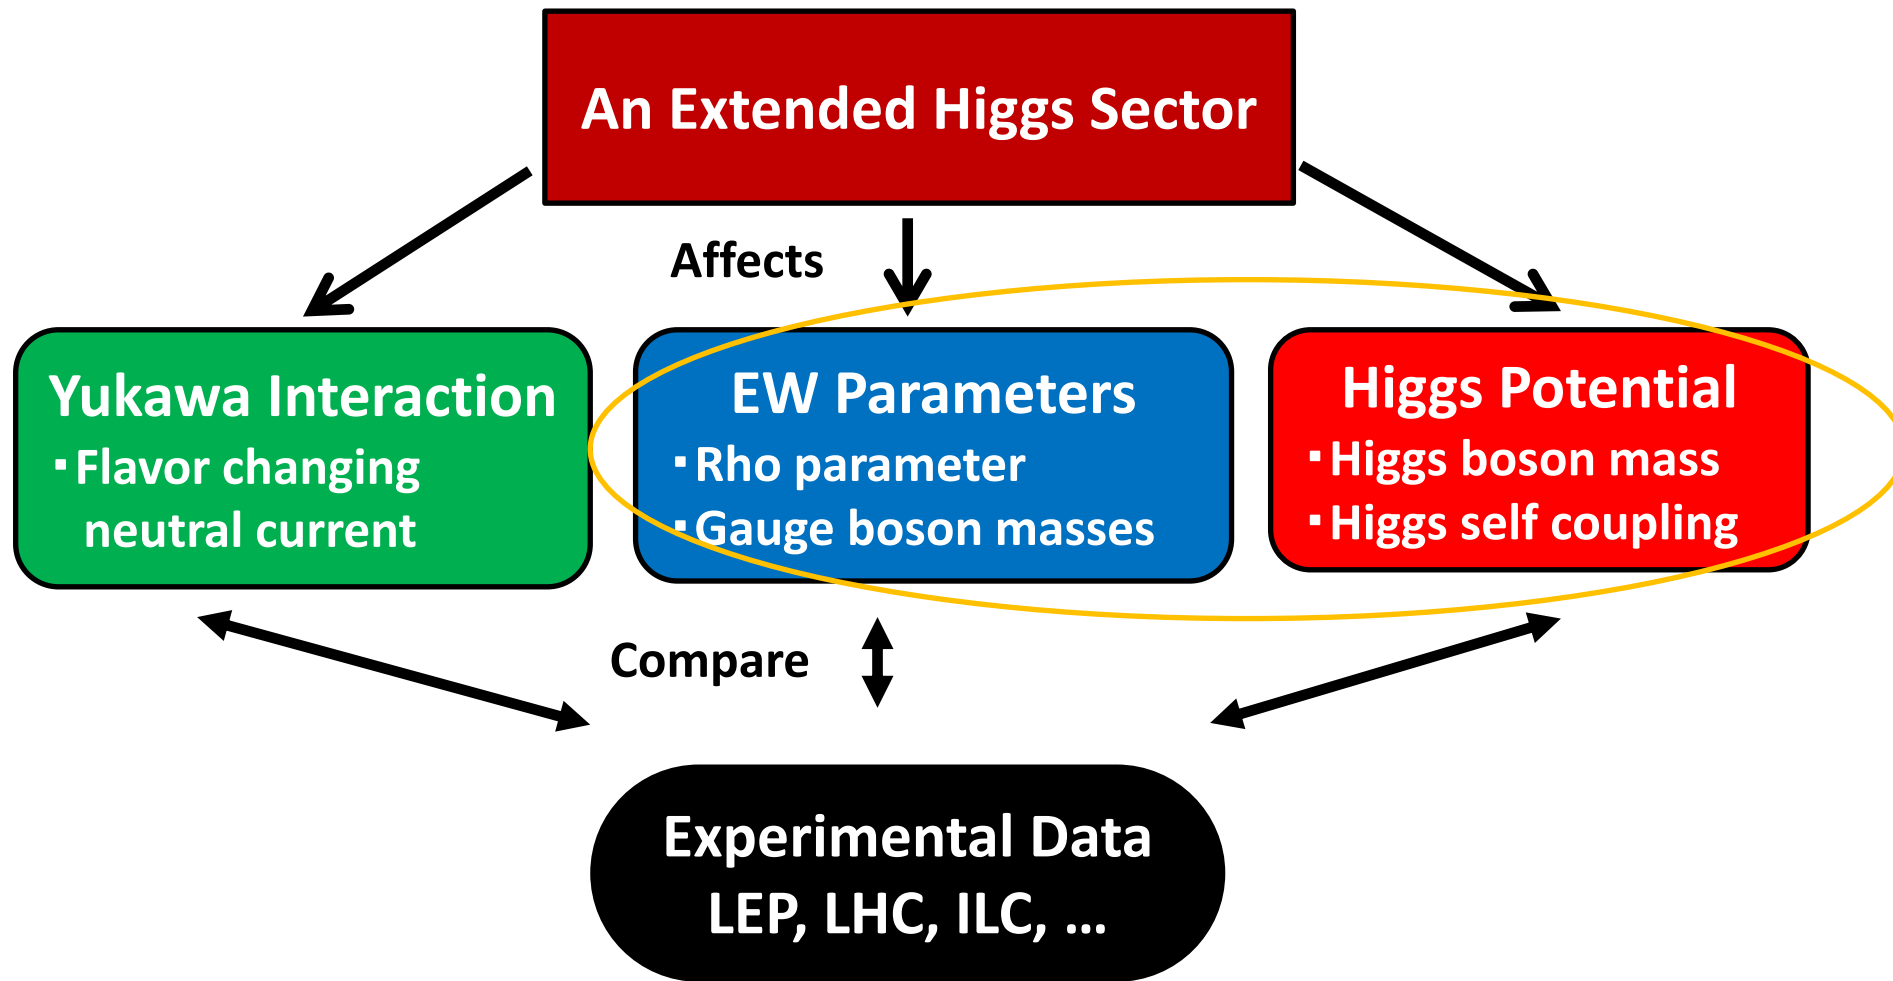 An Extended Higgs Sector
Affects
Yukawa Interaction
▪Flavor changing
neutral current
EW Parameters
▪Rho parameter
▪Gauge boson masses
Higgs Potential
▪Higgs boson mass
▪Higgs self coupling
Compare
Experimental Data
LEP, LHC, ILC, …